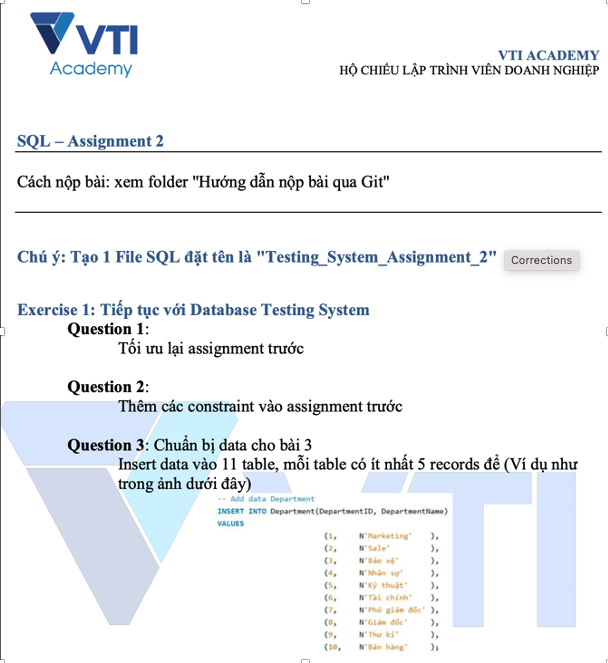 VTI
Academy
VTI ACADEMY
HỘ CHIẾU LẬP TRÌNH VIÊN DOANH NGHIỆP
SQL – Assignment 2
Cách nộp bài: xem folder "Hướng dẫn nộp bài qua Git"
Chú ý: Tạo 1 File SQL đặt tên là "Testing_System_Assignment_2"
Corrections
Exercise 1: Tiếp tục với Database Testing System
Question 1:
Tối ưu lại assignment trước
Question 2:
Thêm các constraint vào assignment trước
Question 3: Chuẩn bị data cho bài 3
Insert data vào 11 table, mỗi table có ít nhất 5 records để (Ví dụ như
trong ảnh dưới đây)
-- Add data Department
INSERT INTO Department(DepartmentID, DepartmentName)
VALUES
(1, N'Marketing' ),
(2, N'Sale' ),
(3, N'Bảo vệ' ),
(4, N'Nhân sự' ),
(5, N'Kỹ thuật' ),
(6, N'Tài chính' ),
(7, N'Phó giám đốc' ),
(8, N'Giám đốc' ),
(9, N'Thư kí' ),
(10, N'Bán hàng' );